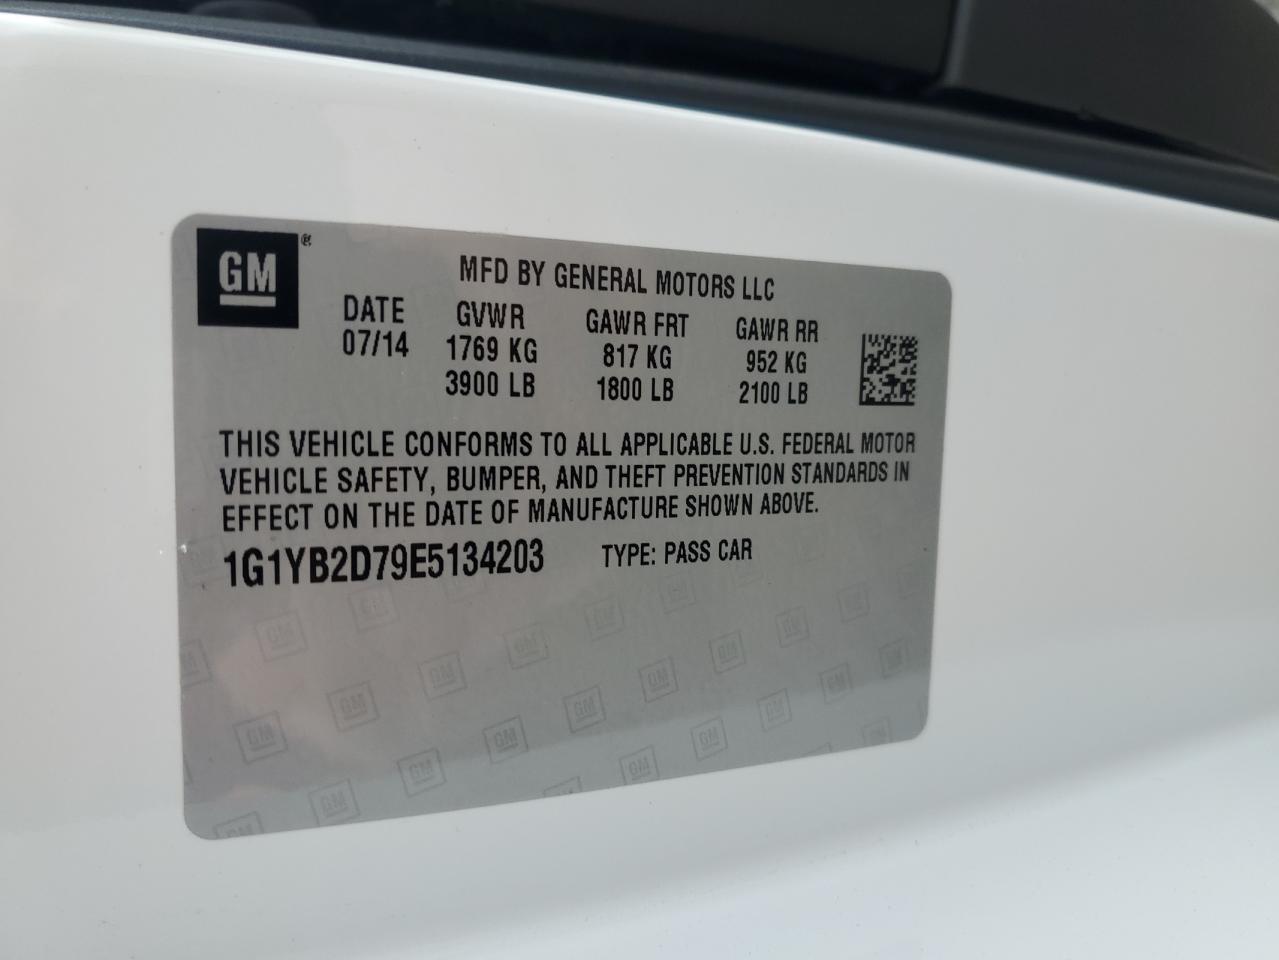 GM®
MFD BY GENERAL MOTORS LLC
DATE GVWR GAWR FRT GAWR RR
07/14 1769 KG 817 KG 952 KG
3900 LB 1800 LB 2100 LB
THIS VEHICLE CONFORMS TO ALL APPLICABLE U.S. FEDERAL MOTOR
VEHICLE SAFETY, BUMPER, AND THEFT PREVENTION STANDARDS IN
EFFECT ON THE DATE OF MANUFACTURE SHOWN ABOVE.
1G1YB2D79E5134203 TYPE: PASS CAR